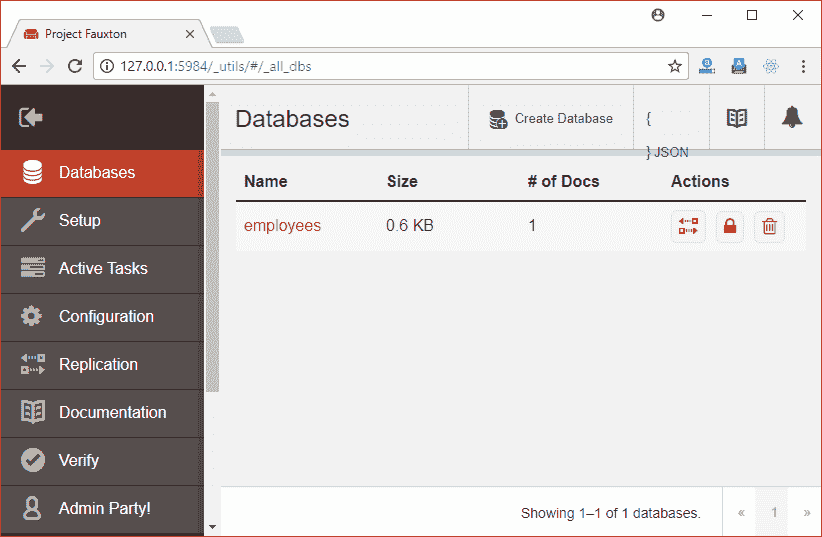 Project Fauxton
127.0.0.1:5984/_utils/#/_all_dbs
Databases
Create Database
{
} JSON
Databases
Setup
Active Tasks
Configuration
Replication
Documentation
Verify
Admin Party!
Name Size # of Docs Actions
employees 0.6 KB 1
Showing 1–1 of 1 databases.
« 1 »